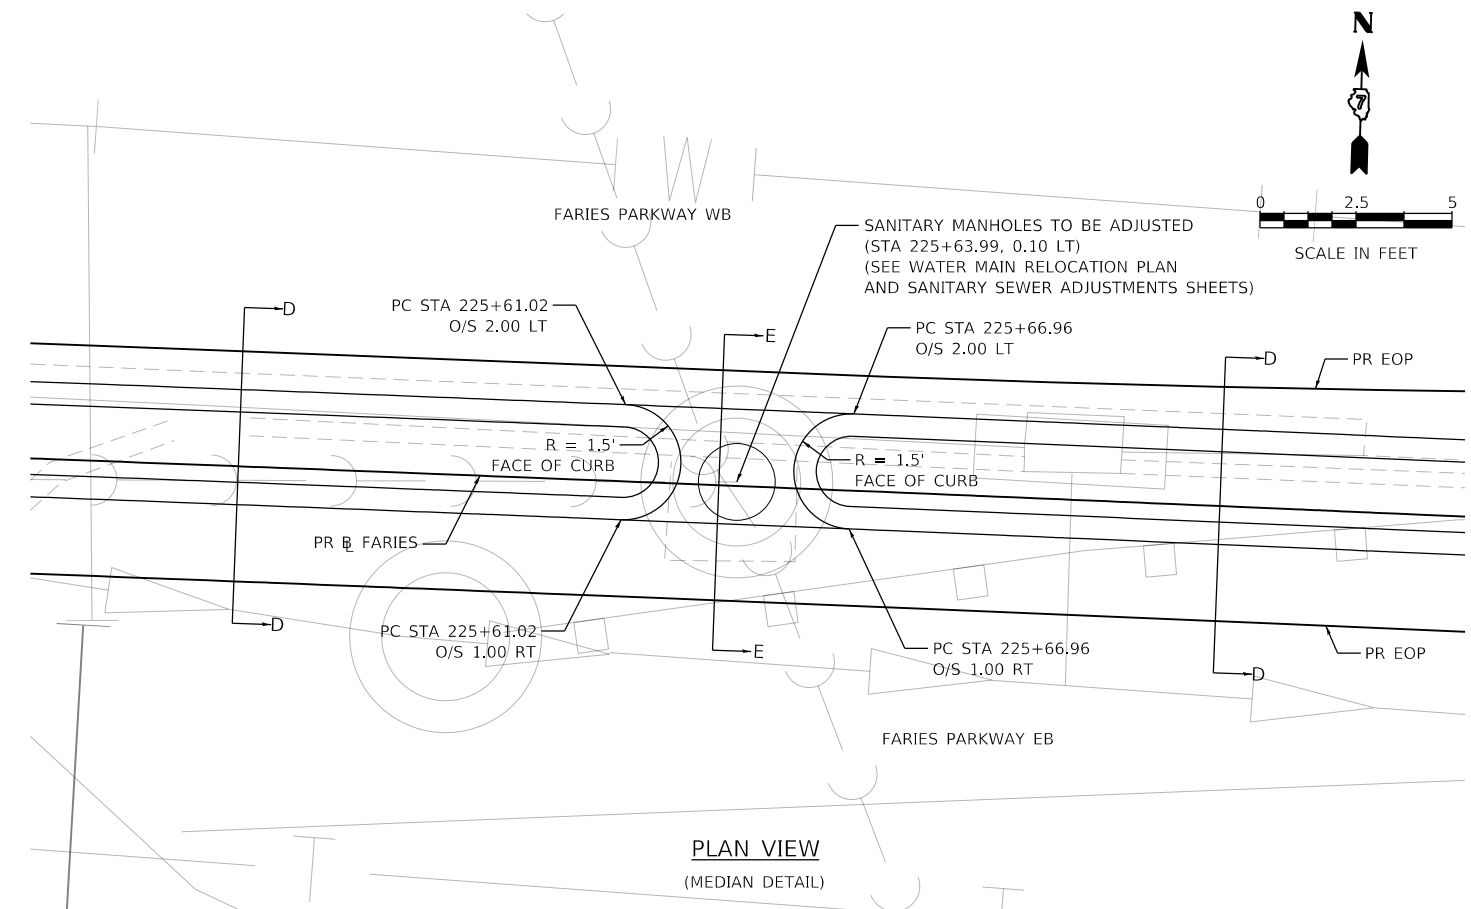 N
7
0 2.5 5
SCALE IN FEET
W
FARIES PARKWAY WB
SANITARY MANHOLES TO BE ADJUSTED
(STA 225+63.99, 0.10 LT)
(SEE WATER MAIN RELOCATION PLAN
AND SANITARY SEWER ADJUSTMENTS SHEETS)
PC STA 225+61.02
O/S 2.00 LT
D
E
PC STA 225+66.96
O/S 2.00 LT
D
PR EOP
R = 1.5'
FACE OF CURB
R = 1.5'
FACE OF CURB
PR BL FARIES
D
PC STA 225+61.02
O/S 1.00 RT
E
PC STA 225+66.96
O/S 1.00 RT
D
PR EOP
FARIES PARKWAY EB
PLAN VIEW
(MEDIAN DETAIL)